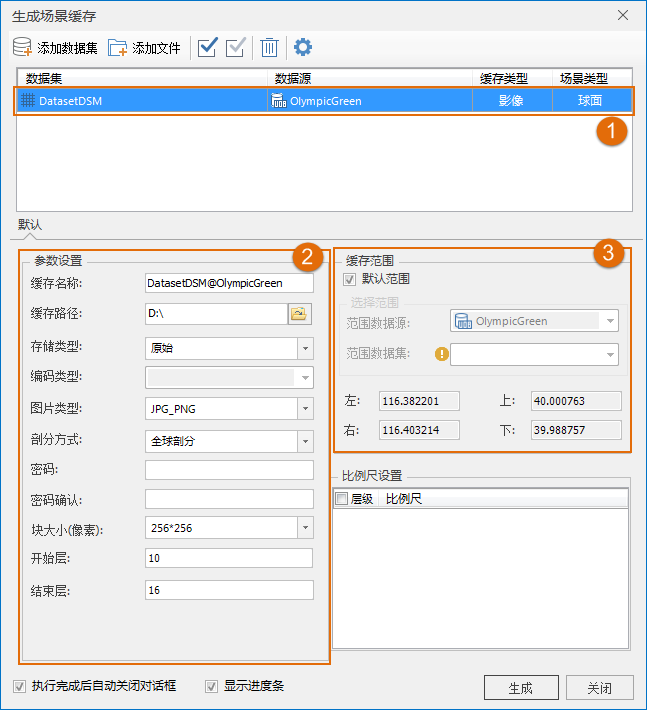 生成场景缓存
添加数据集 添加文件
数据集 数据源 缓存类型 场景类型
DatasetDSM OlympicGreen 影像 球面
1
默认
2
3
参数设置
缓存名称: DatasetDSM@OlympicGreen
缓存路径: D:\
存储类型: 原始
编码类型:
图片类型: JPG_PNG
剖分方式: 全球剖分
密码:
密码确认:
块大小(像素): 256*256
开始层: 10
结束层: 16
缓存范围
默认范围
选择范围
范围数据源: OlympicGreen
范围数据集:
左: 116.382201 上: 40.000763
右: 116.403214 下: 39.988757
比例尺设置
层级 比例尺
执行完成后自动关闭对话框 显示进度条 生成 关闭